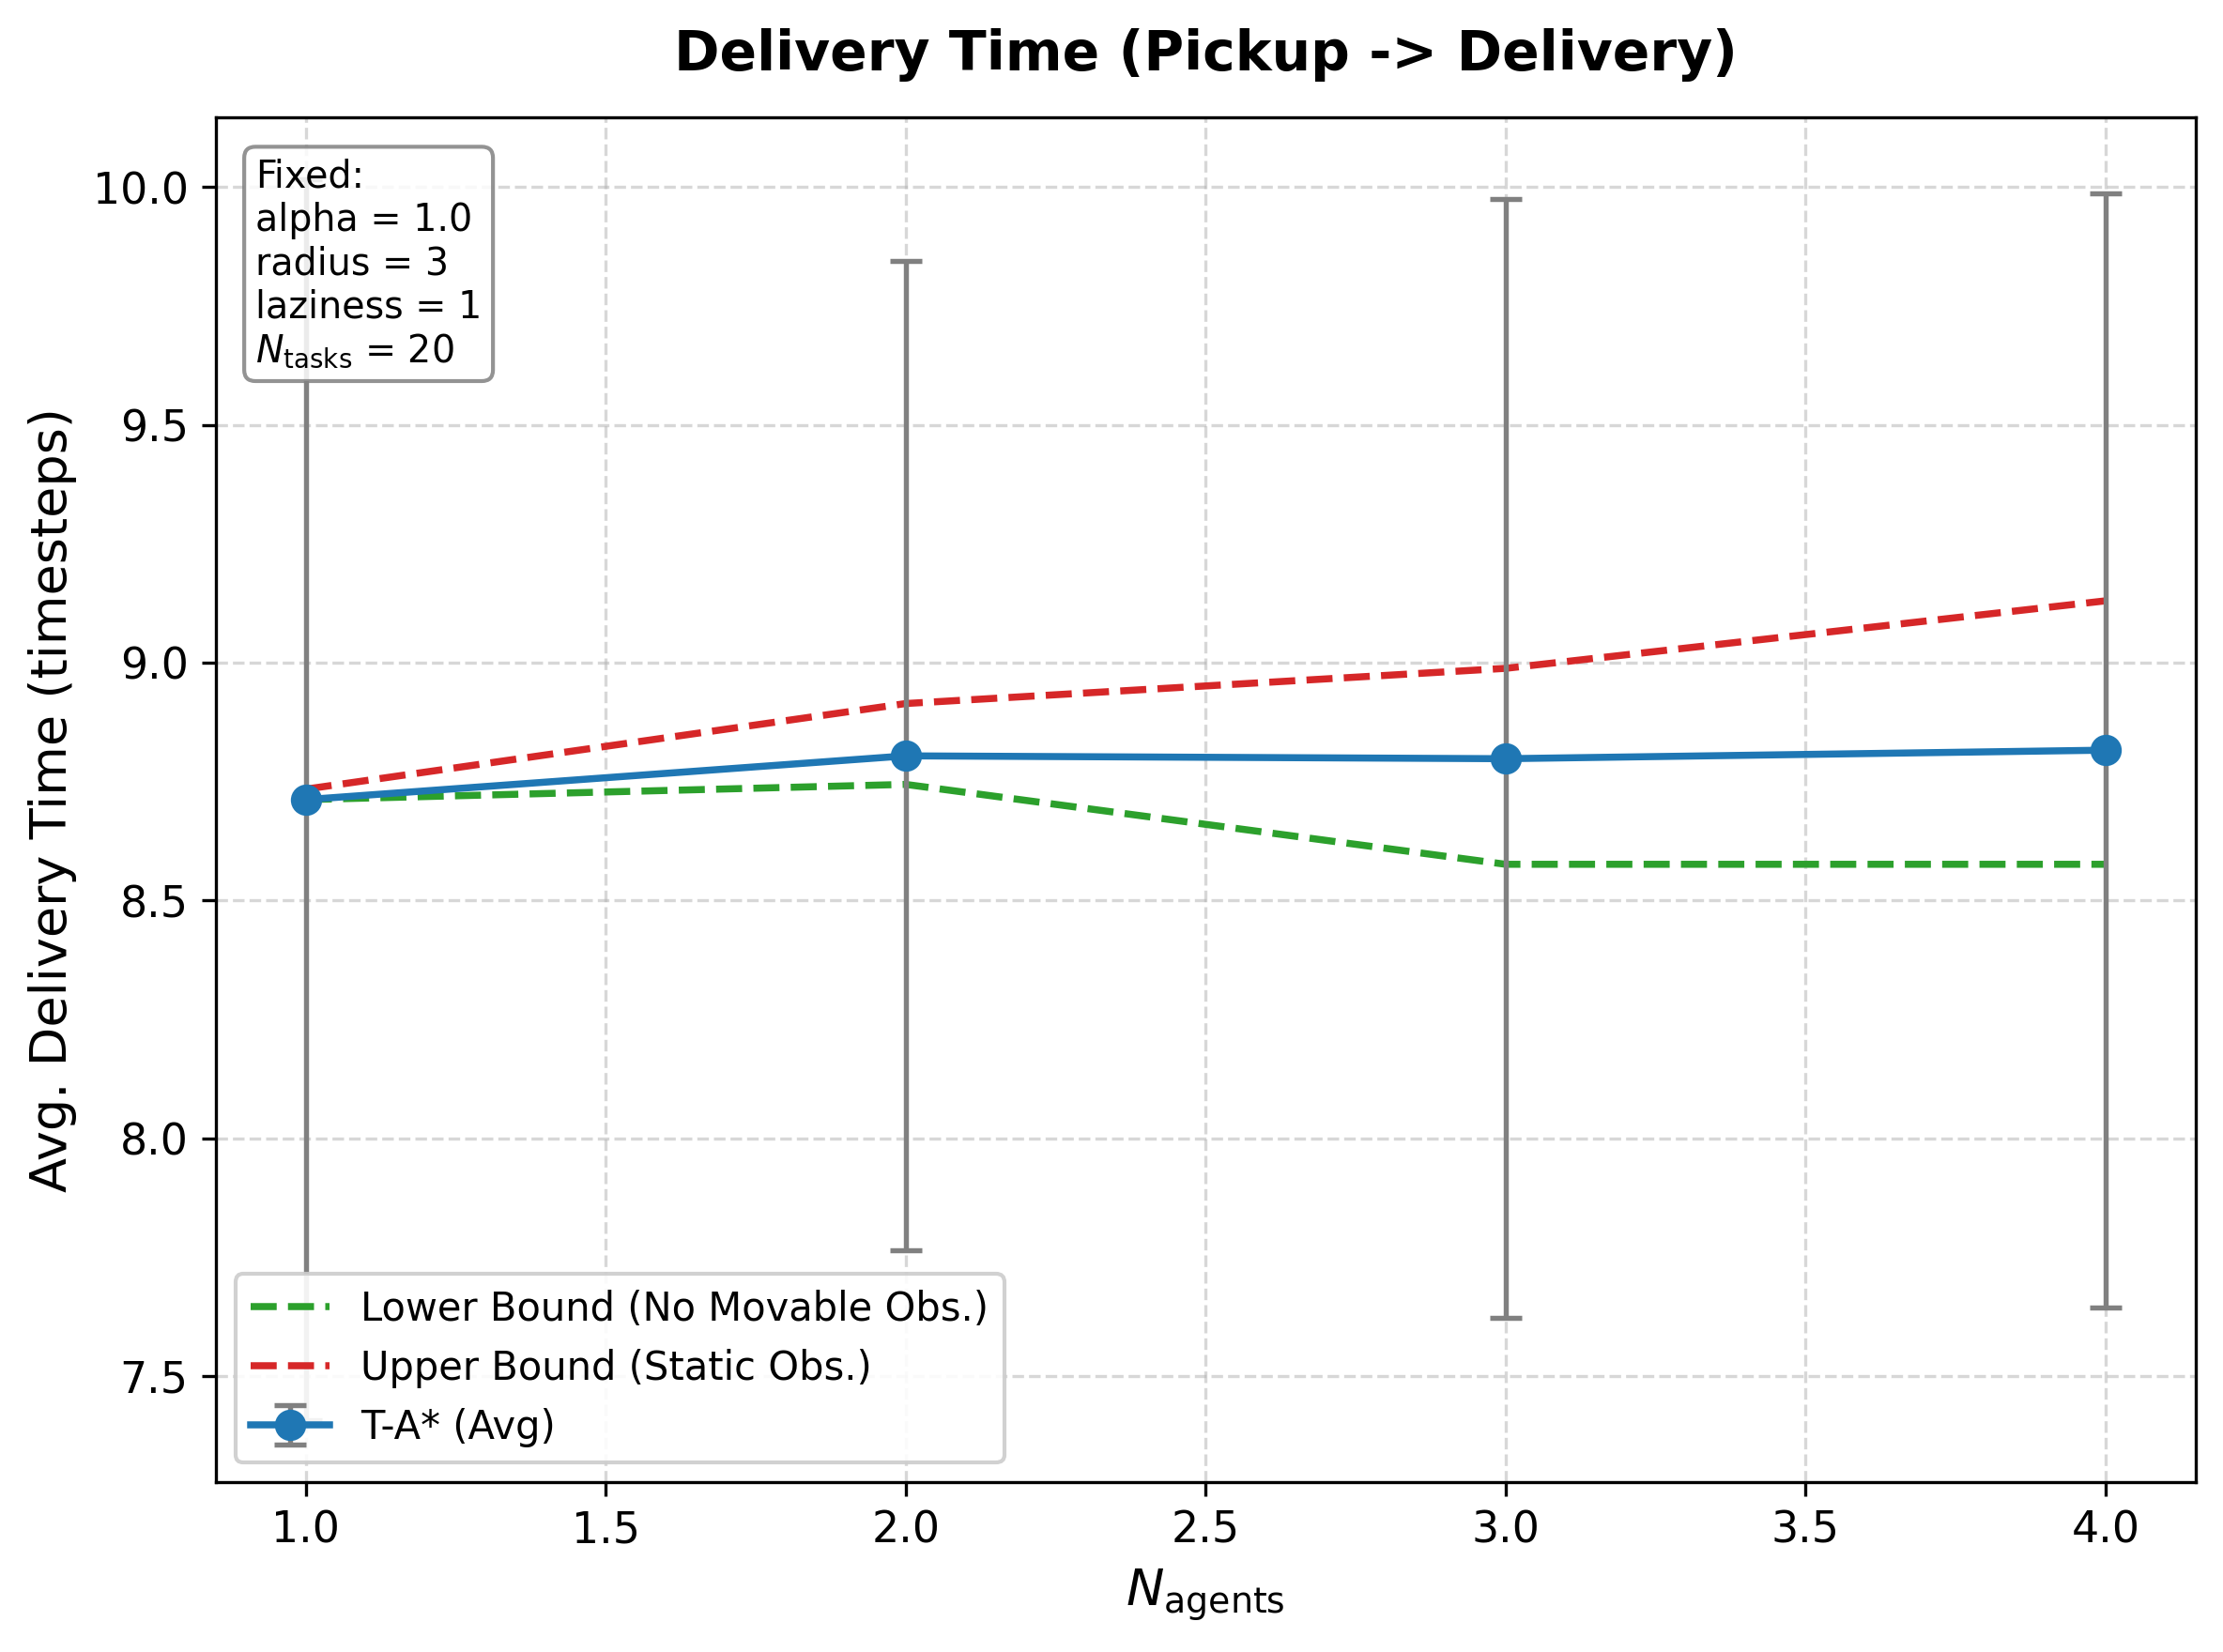 Delivery Time (Pickup -> Delivery)
Fixed:
alpha = 1.0
radius = 3
laziness = 1
N_tasks = 20
Avg. Delivery Time (timesteps)
10.0
9.5
9.0
8.5
8.0
7.5
Lower Bound (No Movable Obs.)
Upper Bound (Static Obs.)
T-A* (Avg)
1.0 1.5 2.0 2.5 3.0 3.5 4.0
N_agents